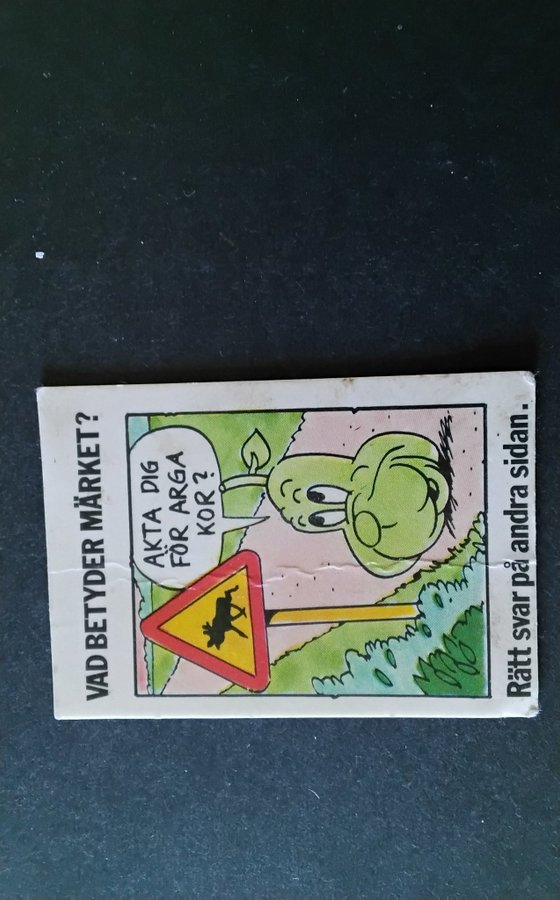 VAD BETYDER MÄRKET?
AKTA DIG
FÖR ARGA
KOR?
Rätt svar på andra sidan.